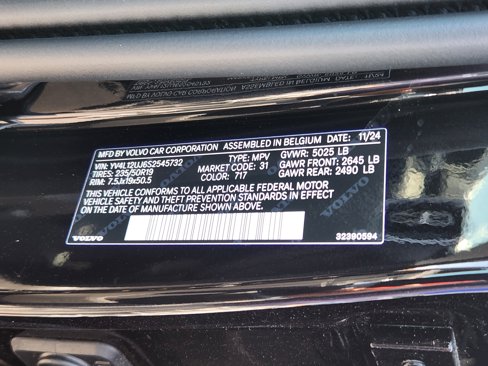 MFD BY VOLVO CAR CORPORATION ASSEMBLED IN BELGIUM 11/24
VIN: YV4L12UJ6S2545732 TYPE: MPV GVWR: 5025 LB
TIRES: 235/50R19 MARKET CODE: 31 GAWR FRONT: 2645 LB
RIM: 7.5Jx19x50.5 COLOR: 717 GAWR REAR: 2490 LB
THIS VEHICLE CONFORMS TO ALL APPLICABLE FEDERAL MOTOR
VEHICLE SAFETY AND THEFT PREVENTION STANDARDS IN EFFECT
ON THE DATE OF MANUFACTURE SHOWN ABOVE.
VOLVO 32390594